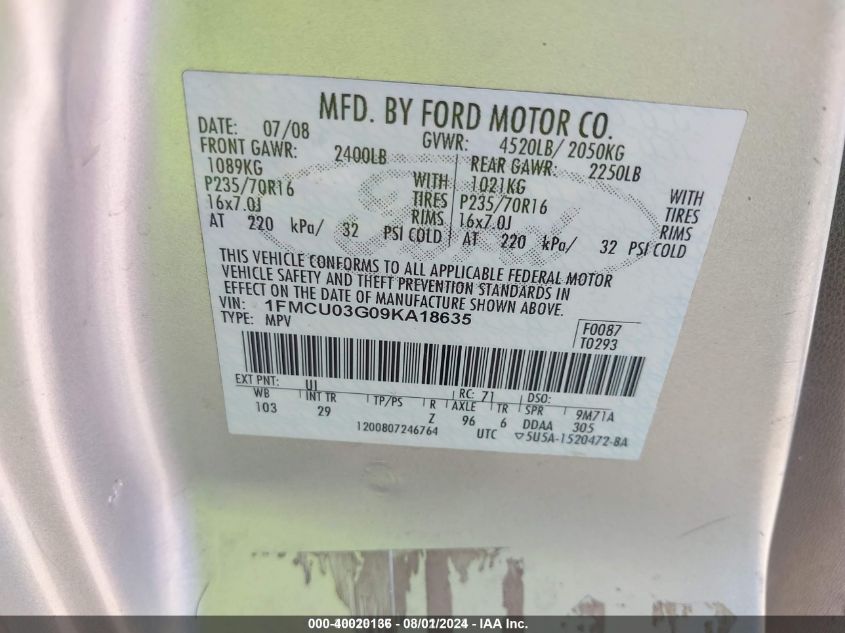 MFD. BY FORD MOTOR CO.
DATE: 07/08 GVWR: 4520LB/ 2050KG
FRONT GAWR: 2400LB REAR GAWR: 2250LB
1089KG WITH 1021KG WITH
P235/70R16 TIRES P235/70R16 TIRES
16x7.0J RIMS 16x7.0J RIMS
AT 220 kPa/ 32 PSI COLD AT 220 kPa/ 32 PSI COLD
Ford
THIS VEHICLE CONFORMS TO ALL APPLICABLE FEDERAL MOTOR
VEHICLE SAFETY AND THEFT PREVENTION STANDARDS IN
EFFECT ON THE DATE OF MANUFACTURE SHOWN ABOVE.
VIN: 1FMCU03G09KA18635
TYPE: MPV
F0087
T0293
EXT PNT: UI RC: 71 DSO:
WB INT TR TP/PS R AXLE TR SPR 9M71A
103 29 Z 96 6 DDAA 305
1200807246764 UTC ▽5U5A-1520472-BA
000-40020136 - 08/01/2024 - IAA Inc.